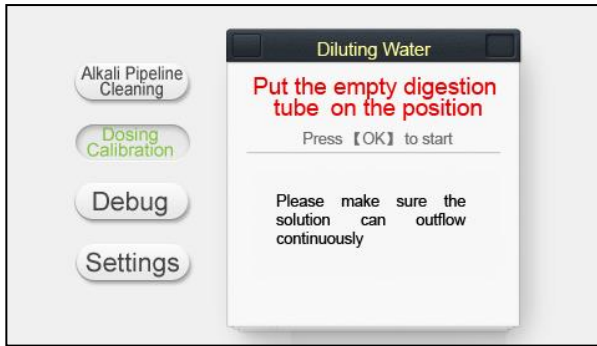 Alkali Pipeline
Cleaning
Dosing
Calibration
Debug
Settings
Diluting Water
Put the empty digestion
tube on the position
Press【OK】to start
Please make sure the
solution can outflow
continuously